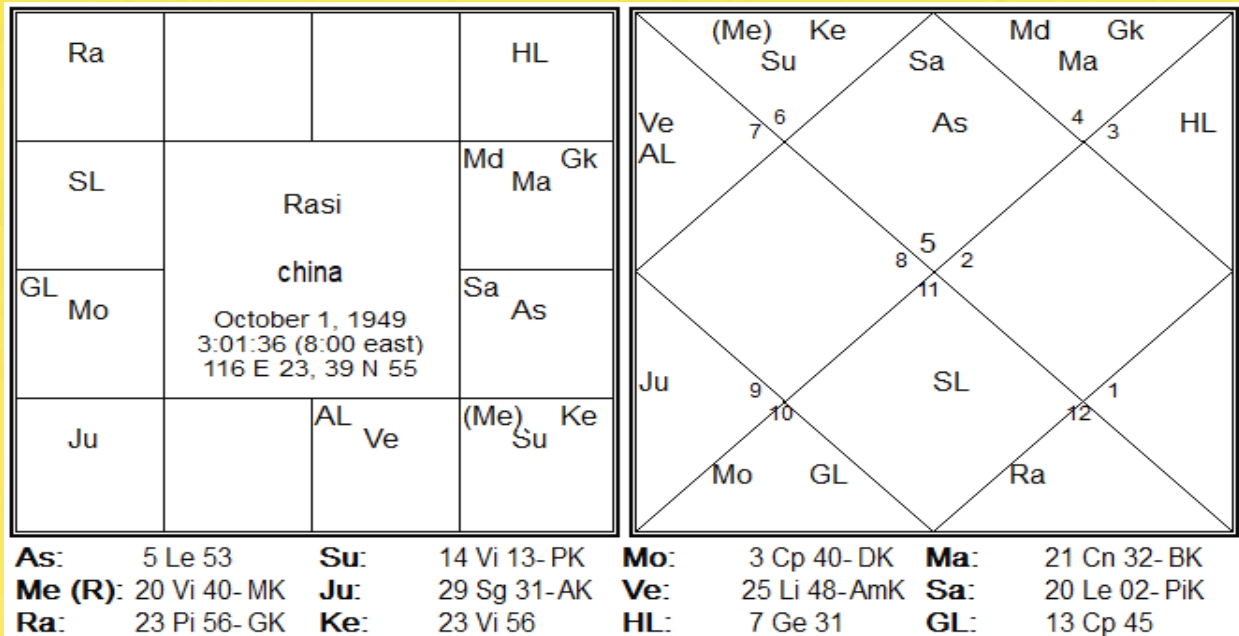 Ra HL
SL Md Gk
Ma
Rasi
china
October 1, 1949
3:01:36 (8:00 east)
116 E 23, 39 N 55
GL Mo
Sa As
Ju
AL Ve
(Me) Ke
Su
(Me) Ke
Su
Sa
Md Gk
Ma
Ve
AL
7 6
As
4 3
HL
5
8 2
11
Ju
9
10
SL
1
12
Mo GL
Ra
As: 5 Le 53 Su: 14 Vi 13- PK Mo: 3 Cp 40- DK Ma: 21 Cn 32- BK
Me (R): 20 Vi 40- MK Ju: 29 Sg 31- AK Ve: 25 Li 48- AmK Sa: 20 Le 02- PiK
Ra: 23 Pi 56- GK Ke: 23 Vi 56 HL: 7 Ge 31 GL: 13 Cp 45